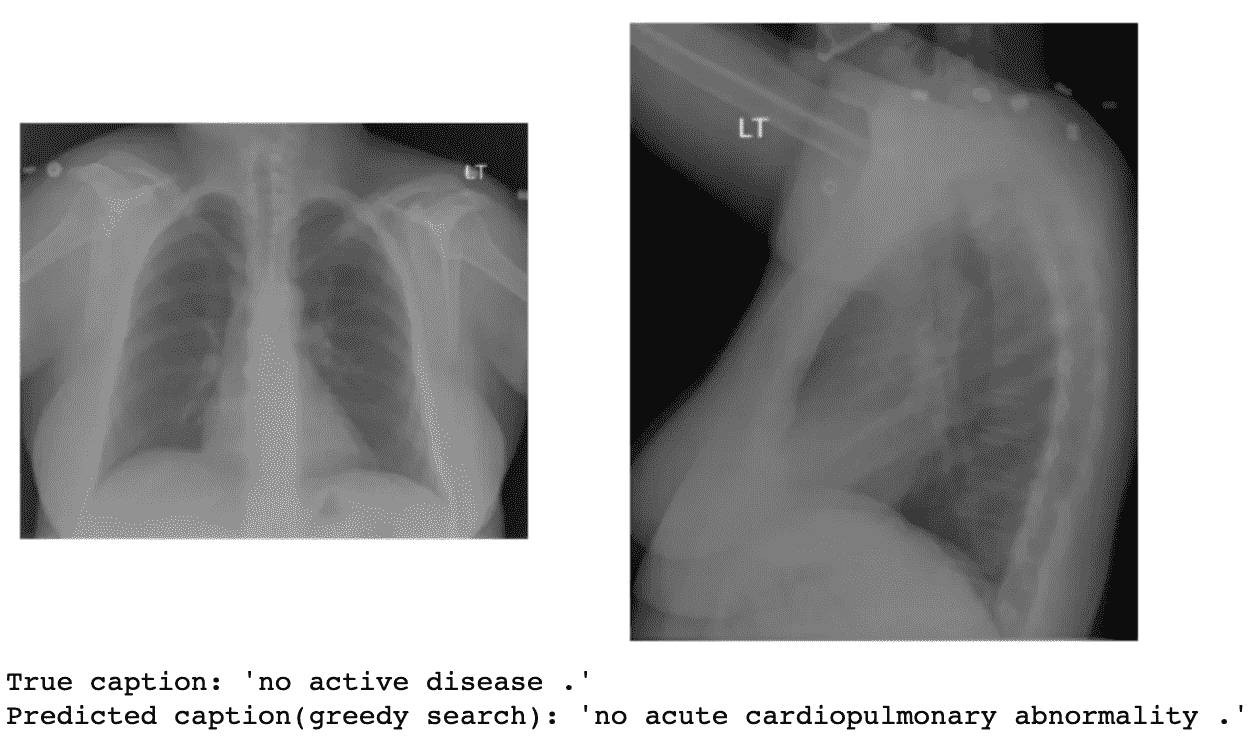 LT
LT
True caption: 'no active disease .'
Predicted caption(greedy search): 'no acute cardiopulmonary abnormality .'